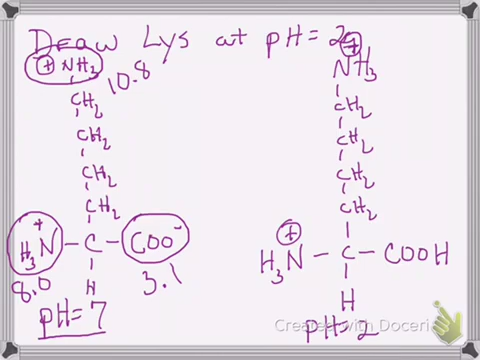 Draw Lys at pH=2
+NH3 10.8
CH2
CH2
CH2
CH2
H3N+ - C - COO-
8.0 3.1
H
pH=7
+
NH3
CH2
CH2
CH2
CH2
+
H3N - C - COOH
H
pH=2
Created with Doceri